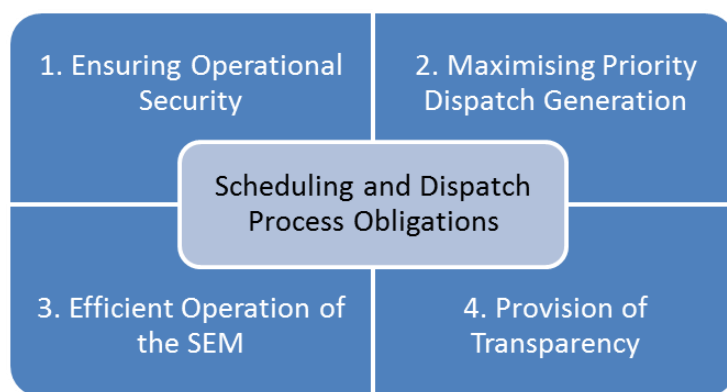 1. Ensuring Operational
Security
2. Maximising Priority
Dispatch Generation
Scheduling and Dispatch
Process Obligations
3. Efficient Operation of
the SEM
4. Provision of
Transparency